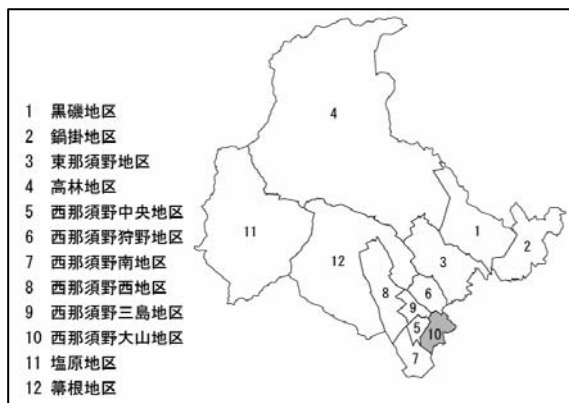 1 黒磯地区
2 鍋掛地区
3 東那須野地区
4 高林地区
5 西那須野中央地区
6 西那須野狩野地区
7 西那須野南地区
8 西那須野西地区
9 西那須野三島地区
10 西那須野大山地区
11 塩原地区
12 箒根地区
4
1
2
11
12
3
8
6
9
5
10
7